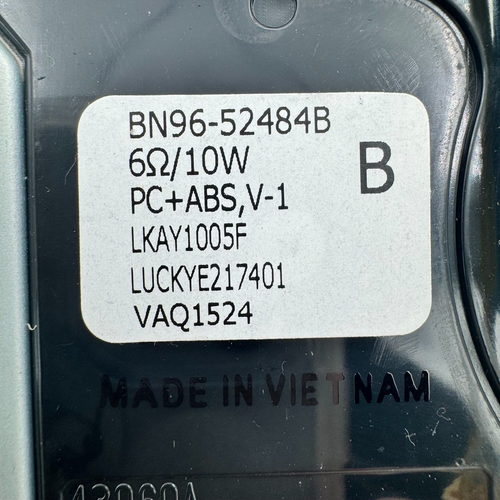 BN96-52484B
6Ω/10W
B
PC+ABS,V-1
LKAY1005F
LUCKYE217401
VAQ1524
MADE IN VIETNAM